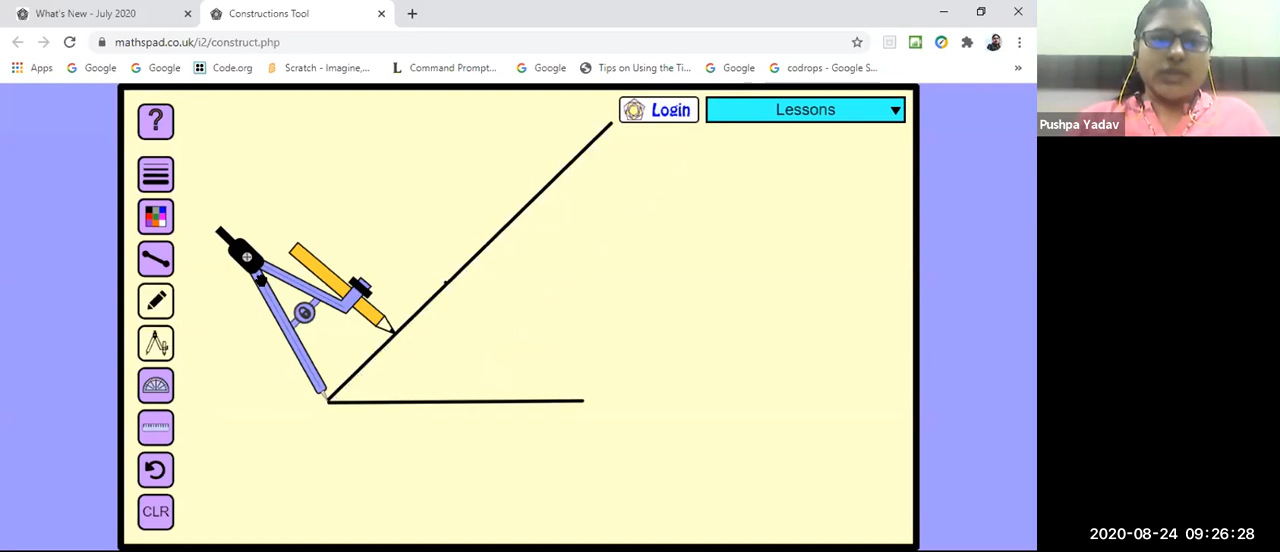 What's New - July 2020
Constructions Tool
mathspad.co.uk/i2/construct.php
Apps
Google
Google
Code.org
Scratch - Imagine,...
Command Prompt...
Google
Tips on Using the Ti...
Google
codrops - Google S...
»
?
Login
Lessons
CLR
Pushpa Yadav
2020-08-24 09:26:28